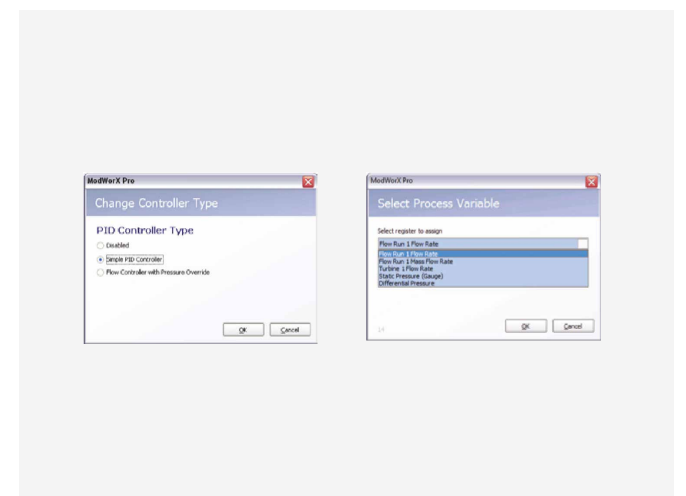 ModWorX Pro
Change Controller Type
PID Controller Type
Disabled
Simple PID Controller
Flow Controller with Pressure Override
OK
Cancel
ModWorX Pro
Select Process Variable
Select register to assign
Flow Run 1 Flow Rate
Flow Run 1 Flow Rate
Flow Run 1 Mass Flow Rate
Turbine 1 Flow Rate
Static Pressure (Gauge)
Differential Pressure
OK
Cancel